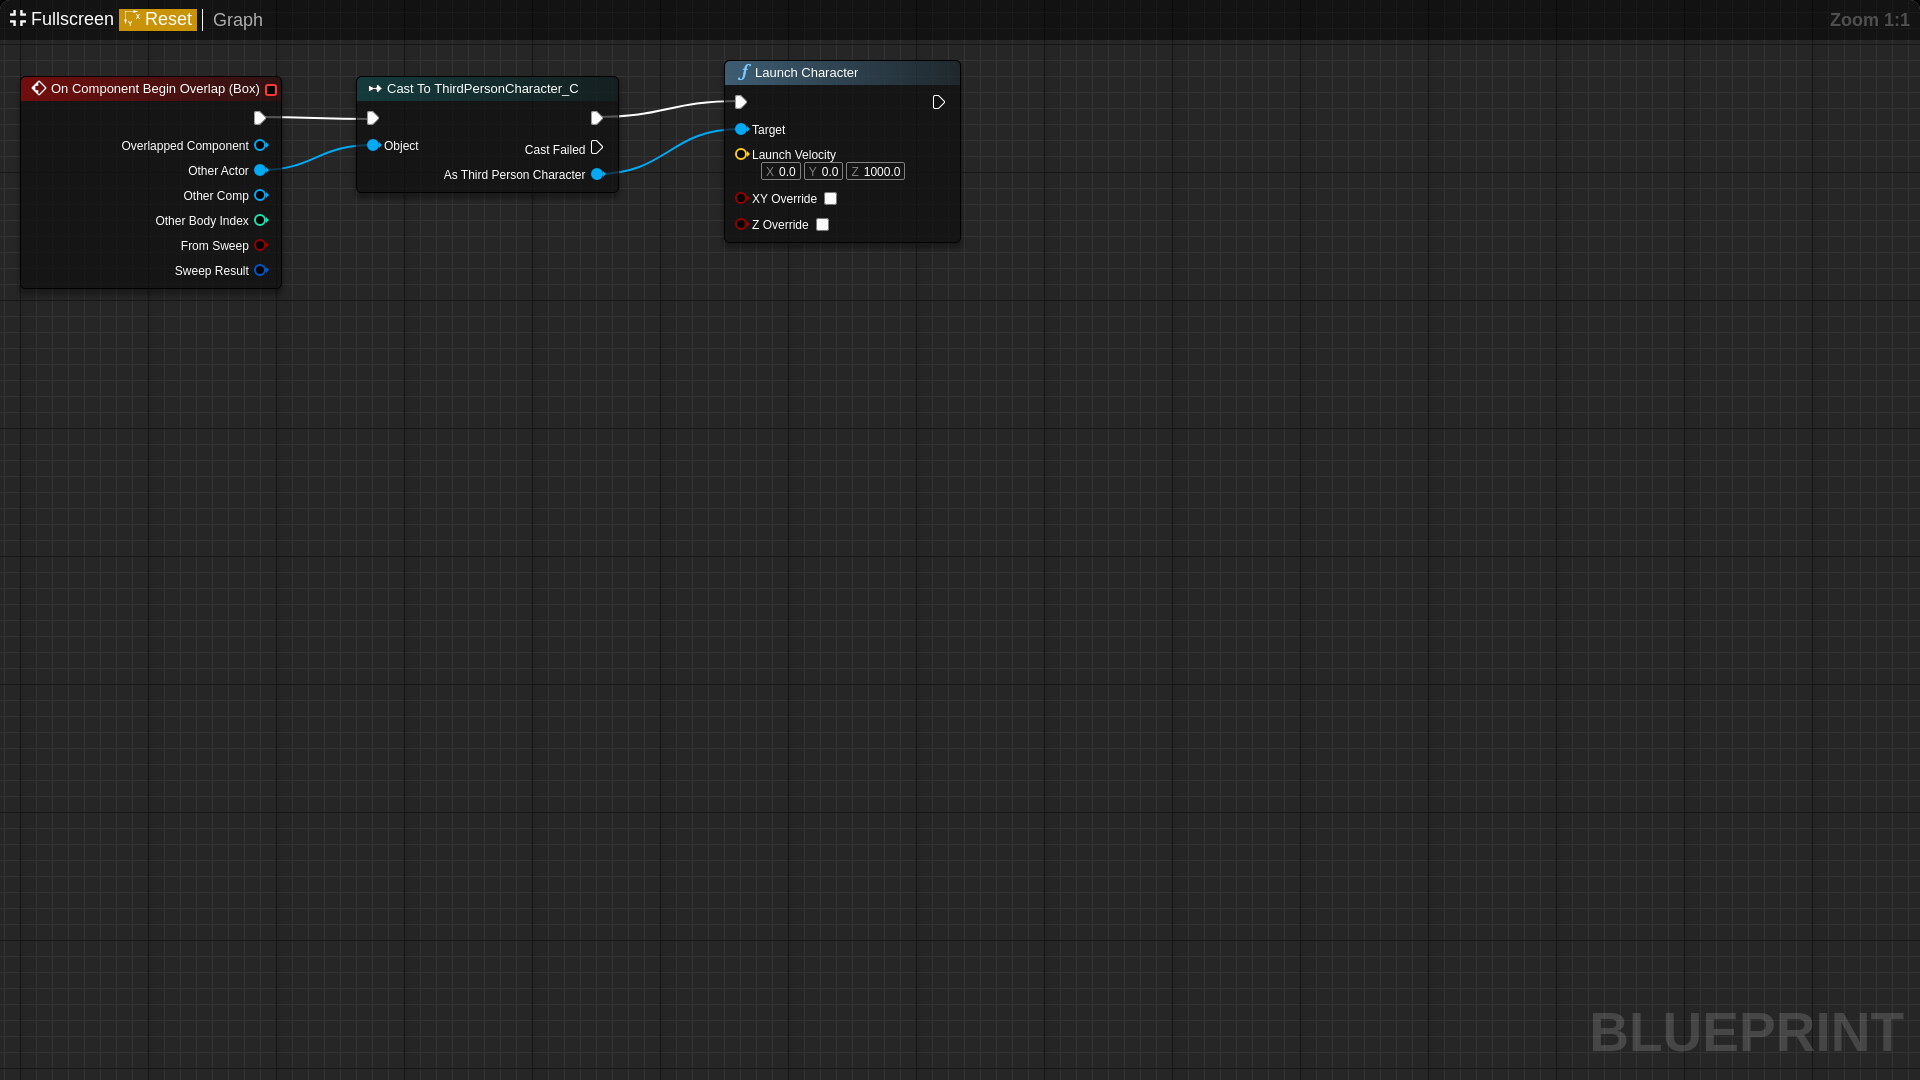 Fullscreen Reset Graph Zoom 1:1
On Component Begin Overlap (Box)
Overlapped Component
Other Actor
Other Comp
Other Body Index
From Sweep
Sweep Result
Cast To ThirdPersonCharacter_C
Object
Cast Failed
As Third Person Character
Launch Character
Target
Launch Velocity
X 0.0 Y 0.0 Z 1000.0
XY Override
Z Override
BLUEPRINT